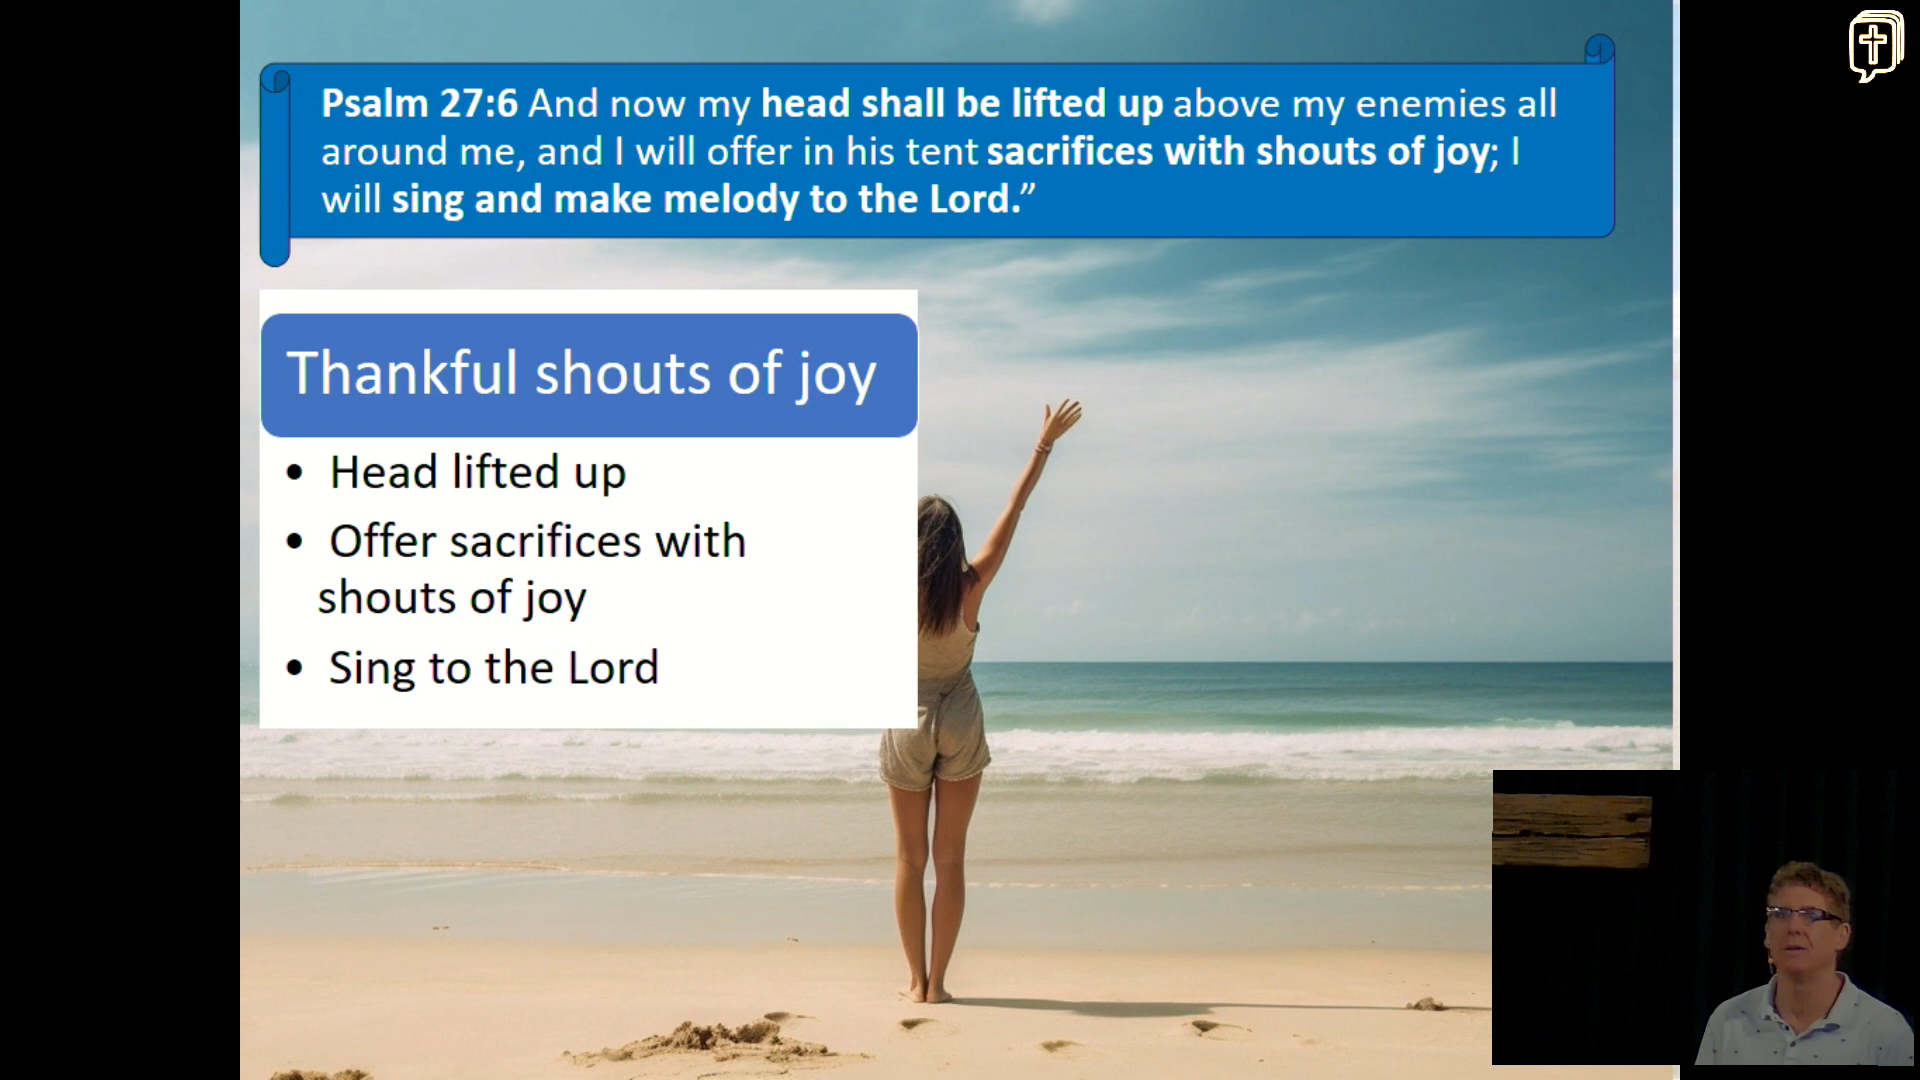 Psalm 27:6 And now my head shall be lifted up above my enemies all
around me, and I will offer in his tent sacrifices with shouts of joy; I
will sing and make melody to the Lord.”
Thankful shouts of joy
• Head lifted up
• Offer sacrifices with
shouts of joy
• Sing to the Lord